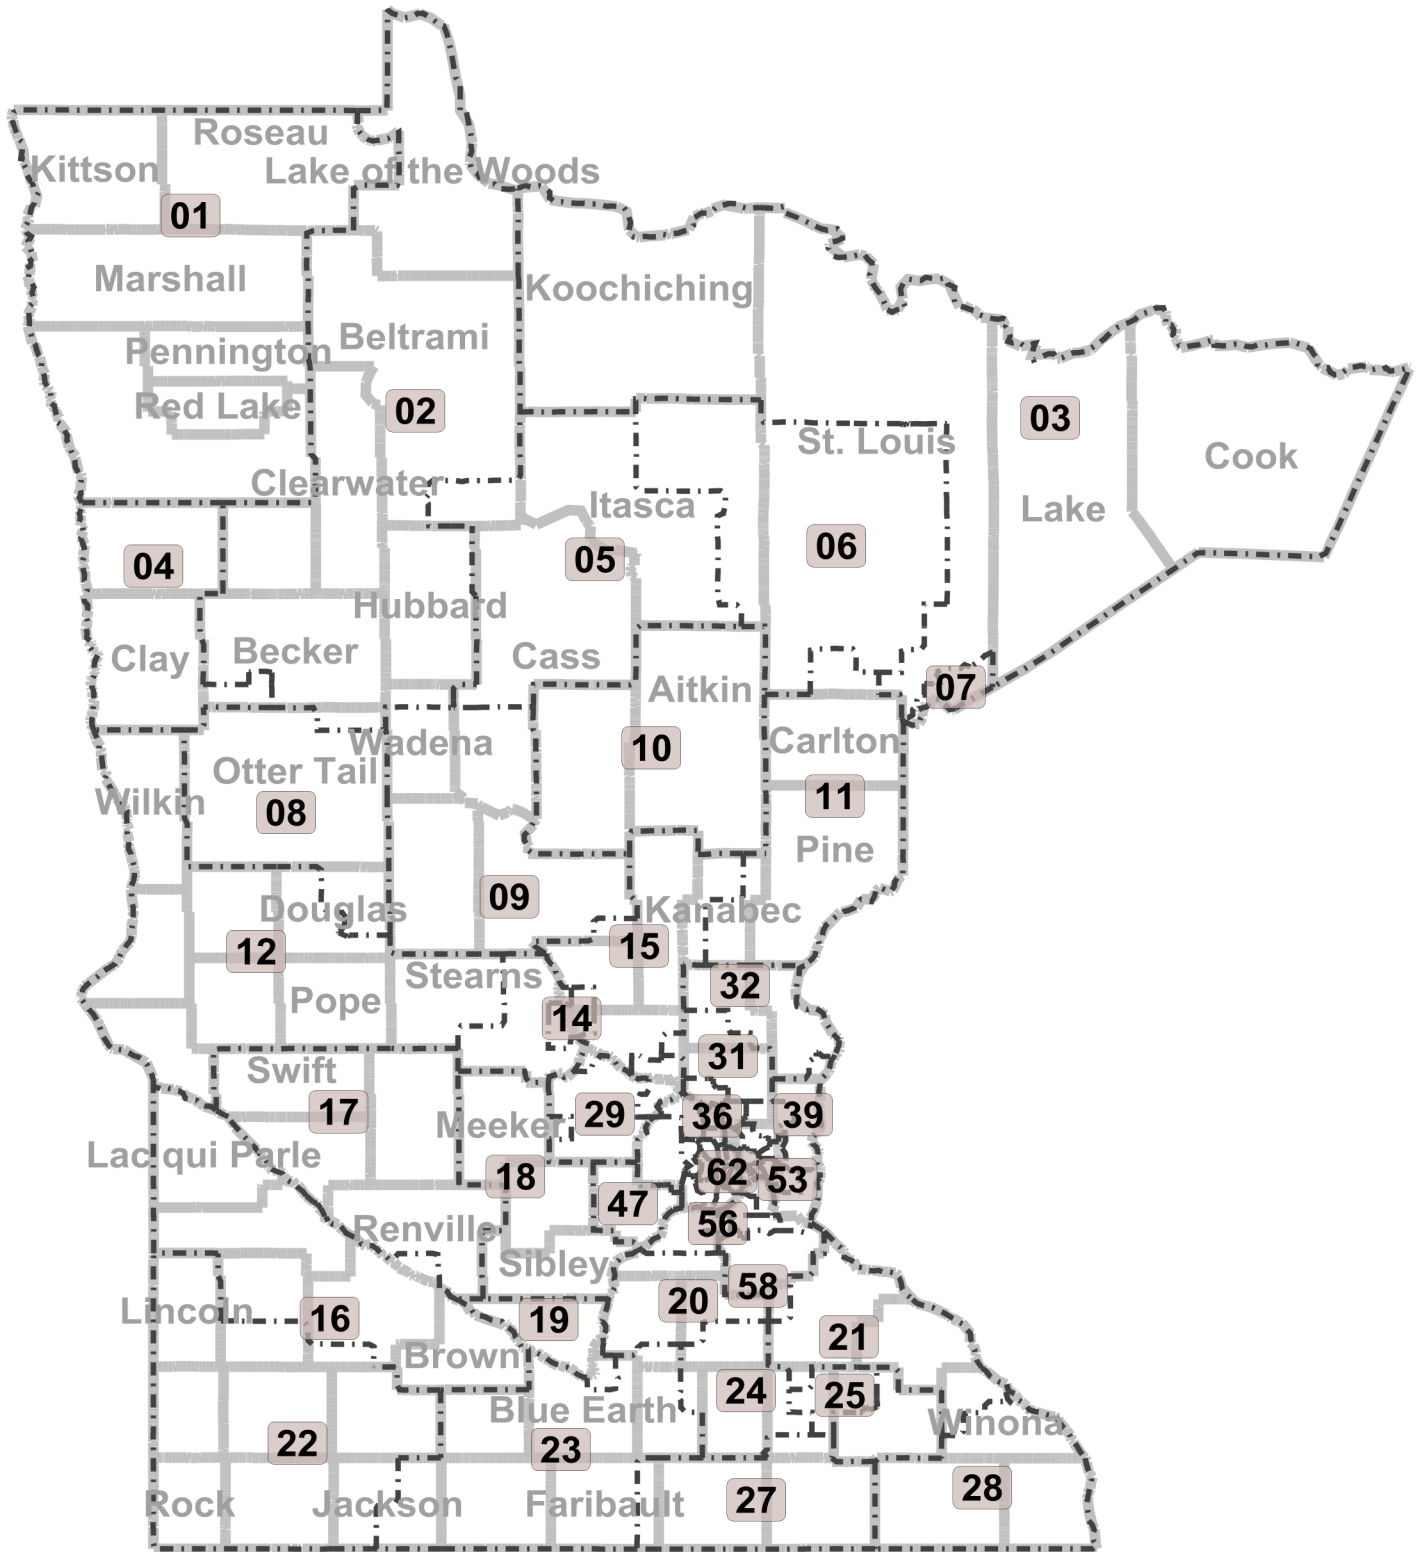 Roseau
Kittson
Lake of the Woods
01
Marshall
Koochiching
Beltrami
Pennington
Red Lake
02
03
St. Louis
Cook
Clearwater
Itasca
Lake
06
05
04
Hubbard
Becker
Cass
Clay
Aitkin
07
Wadena
Carlton
10
Otter Tail
Wilkin
08
11
Pine
09
Douglas
Kanabec
15
12
Stearns
32
Pope
14
31
Swift
17
29
36
39
Meeker
Lac qui Parle
62
18
53
47
56
Renville
Sibley
58
20
Lincoln
16
19
21
Brown
24
25
Blue Earth
Winona
22
23
28
27
Rock
Jackson
Faribault